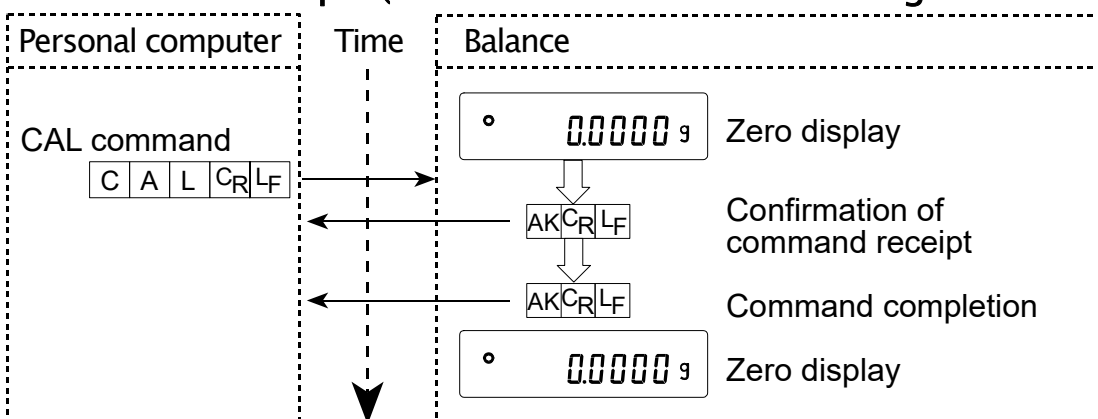 Personal computer Time Balance
0.0000 g Zero display
CAL command
C A L CR LF
AK CR LF Confirmation of
command receipt
AK CR LF Command completion
0.0000 g Zero display